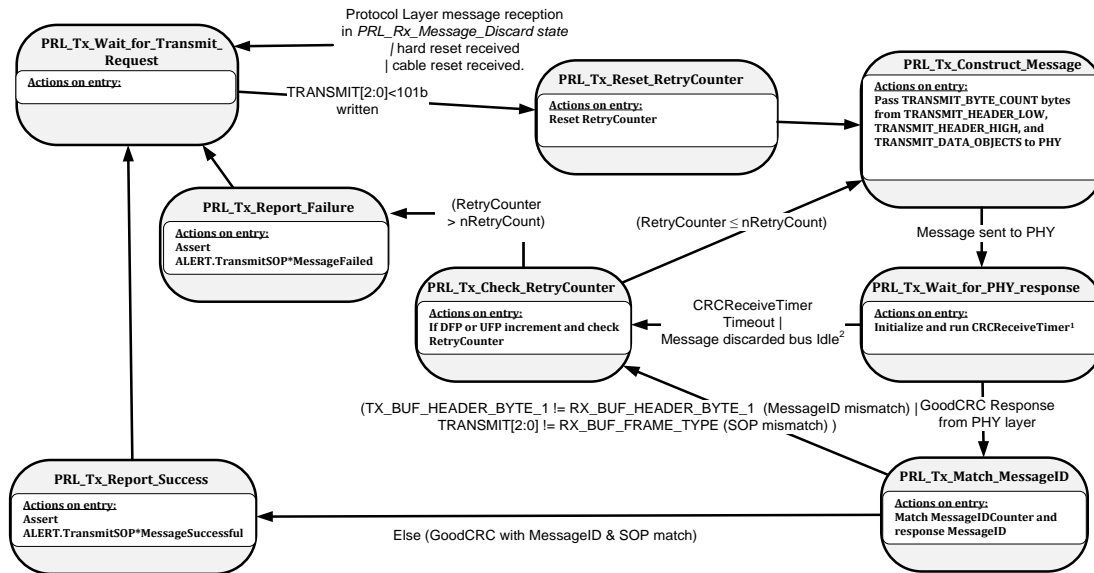 Protocol Layer message reception
in PRL_Rx_Message_Discard state
| hard reset received
| cable reset received.
PRL_Tx_Wait_for_Transmit_
Request
Actions on entry:
TRANSMIT[2:0]<101b
written
PRL_Tx_Reset_RetryCounter
Actions on entry:
Reset RetryCounter
PRL_Tx_Construct_Message
Actions on entry:
Pass TRANSMIT_BYTE_COUNT bytes
from TRANSMIT_HEADER_LOW,
TRANSMIT_HEADER_HIGH, and
TRANSMIT_DATA_OBJECTS to PHY
PRL_Tx_Report_Failure
Actions on entry:
Assert
ALERT.TransmitSOP*MessageFailed
(RetryCounter
> nRetryCount)
(RetryCounter ≤ nRetryCount)
Message sent to PHY
PRL_Tx_Check_RetryCounter
Actions on entry:
If DFP or UFP increment and check
RetryCounter
CRCReceiveTimer
Timeout |
Message discarded bus Idle²
PRL_Tx_Wait_for_PHY_response
Actions on entry:
Initialize and run CRCReceiveTimer¹
(TX_BUF_HEADER_BYTE_1 != RX_BUF_HEADER_BYTE_1 (MessageID mismatch) |
TRANSMIT[2:0] != RX_BUF_FRAME_TYPE (SOP mismatch) )
GoodCRC Response
from PHY layer
PRL_Tx_Report_Success
Actions on entry:
Assert
ALERT.TransmitSOP*MessageSuccessful
Else (GoodCRC with MessageID & SOP match)
PRL_Tx_Match_MessageID
Actions on entry:
Match MessageIDCounter and
response MessageID